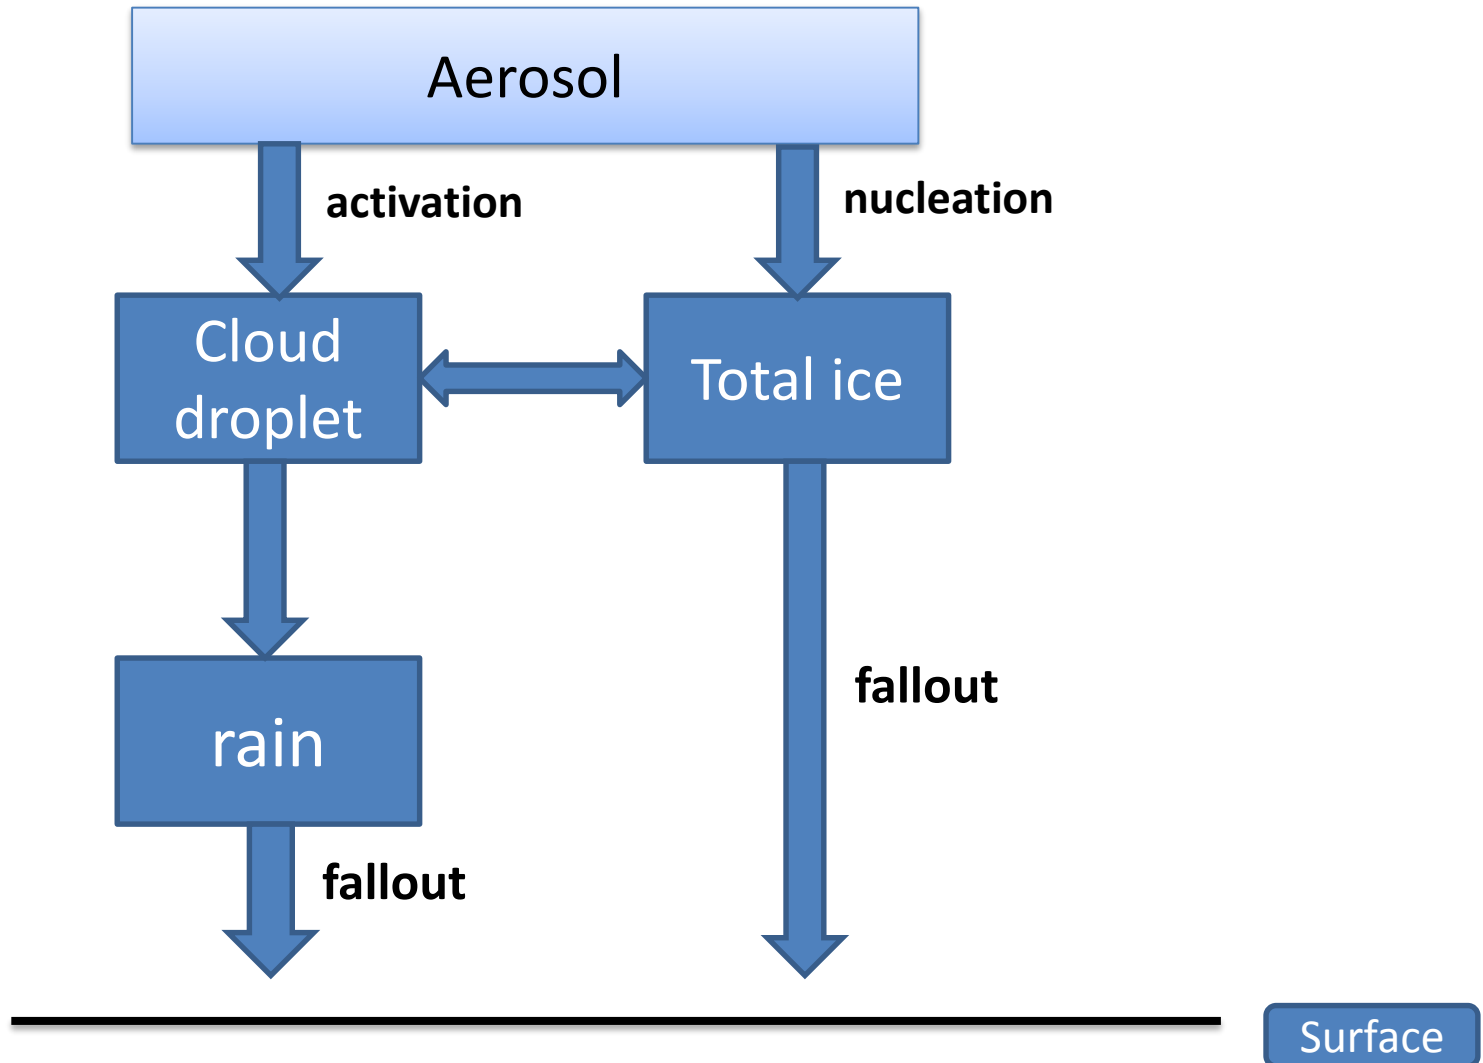 Aerosol
activation
nucleation
Cloud
droplet
Total ice
fallout
rain
fallout
Surface